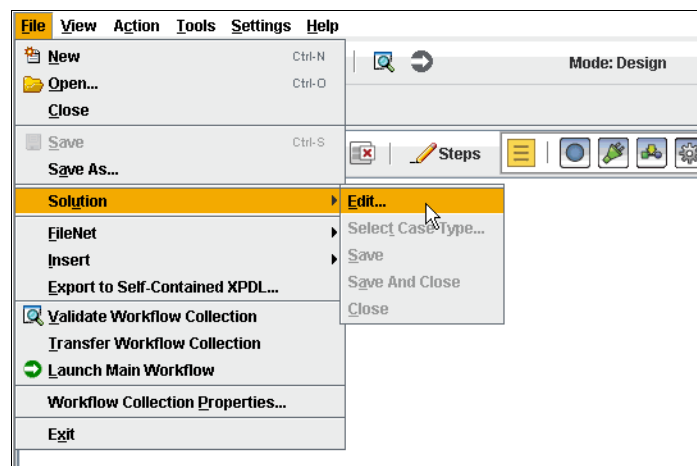 File View Action Tools Settings Help
New Ctrl-N
Open... Ctrl-O
Close
Save Ctrl-S
Save As...
Solution
FileNet
Insert
Export to Self-Contained XPDL...
Validate Workflow Collection
Transfer Workflow Collection
Launch Main Workflow
Workflow Collection Properties...
Exit
Mode: Design
Steps
Edit...
Select Case Type...
Save
Save And Close
Close